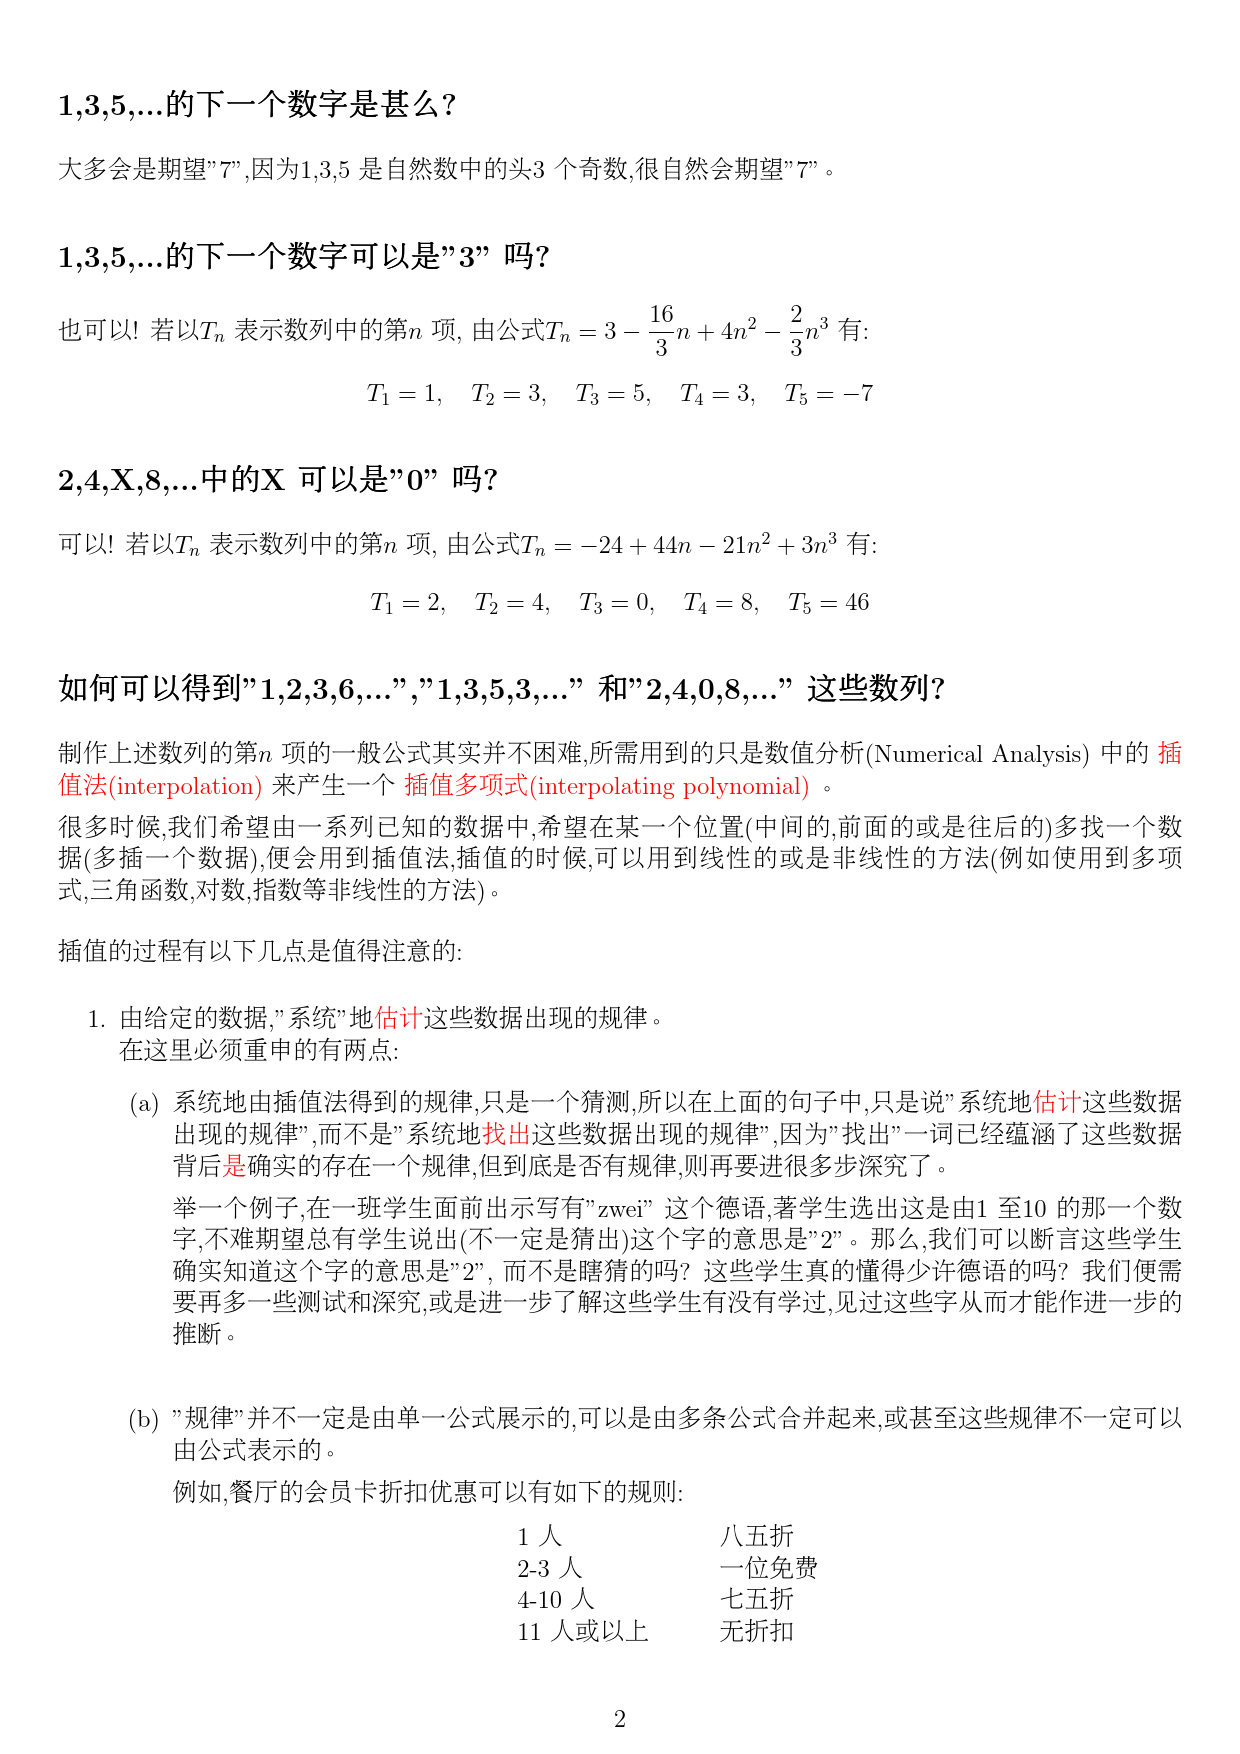 1,3,5,...的下一个数字是甚么?
大多会是期望”7”,因为1,3,5 是自然数中的头3 个奇数,很自然会期望”7”。
1,3,5,...的下一个数字可以是”3” 吗?
也可以! 若以Tₙ 表示数列中的第n 项, 由公式Tₙ = 3 − 16/3 n + 4n² − 2/3 n³ 有:
T₁ = 1, T₂ = 3, T₃ = 5, T₄ = 3, T₅ = −7
2,4,X,8,...中的X 可以是”0” 吗?
可以! 若以Tₙ 表示数列中的第n 项, 由公式Tₙ = −24 + 44n − 21n² + 3n³ 有:
T₁ = 2, T₂ = 4, T₃ = 0, T₄ = 8, T₅ = 46
如何可以得到”1,2,3,6,...”,”1,3,5,3,...” 和”2,4,0,8,...” 这些数列?
制作上述数列的第n 项的一般公式其实并不困难,所需用到的只是数值分析(Numerical Analysis) 中的 插
值法(interpolation) 来产生一个 插值多项式(interpolating polynomial) 。
很多时候,我们希望由一系列已知的数据中,希望在某一个位置(中间的,前面的或是往后的)多找一个数
据(多插一个数据),便会用到插值法,插值的时候,可以用到线性的或是非线性的方法(例如使用到多项
式,三角函数,对数,指数等非线性的方法)。
插值的过程有以下几点是值得注意的:
1. 由给定的数据,”系统”地估计这些数据出现的规律。
在这里必须重申的有两点:
(a) 系统地由插值法得到的规律,只是一个猜测,所以在上面的句子中,只是说”系统地估计这些数据
出现的规律”,而不是”系统地找出这些数据出现的规律”,因为”找出”一词已经蕴涵了这些数据
背后是确实的存在一个规律,但到底是否有规律,则再要进很多步深究了。
举一个例子,在一班学生面前出示写有”zwei” 这个德语,著学生选出这是由1 至10 的那一个数
字,不难期望总有学生说出(不一定是猜出)这个字的意思是”2”。那么,我们可以断言这些学生
确实知道这个字的意思是”2”, 而不是瞎猜的吗? 这些学生真的懂得少许德语的吗? 我们便需
要再多一些测试和深究,或是进一步了解这些学生有没有学过,见过这些字从而才能作进一步的
推断。
(b) ”规律”并不一定是由单一公式展示的,可以是由多条公式合并起来,或甚至这些规律不一定可以
由公式表示的。
例如,餐厅的会员卡折扣优惠可以有如下的规则:
1 人 八五折
2-3 人 一位免费
4-10 人 七五折
11 人或以上 无折扣
2